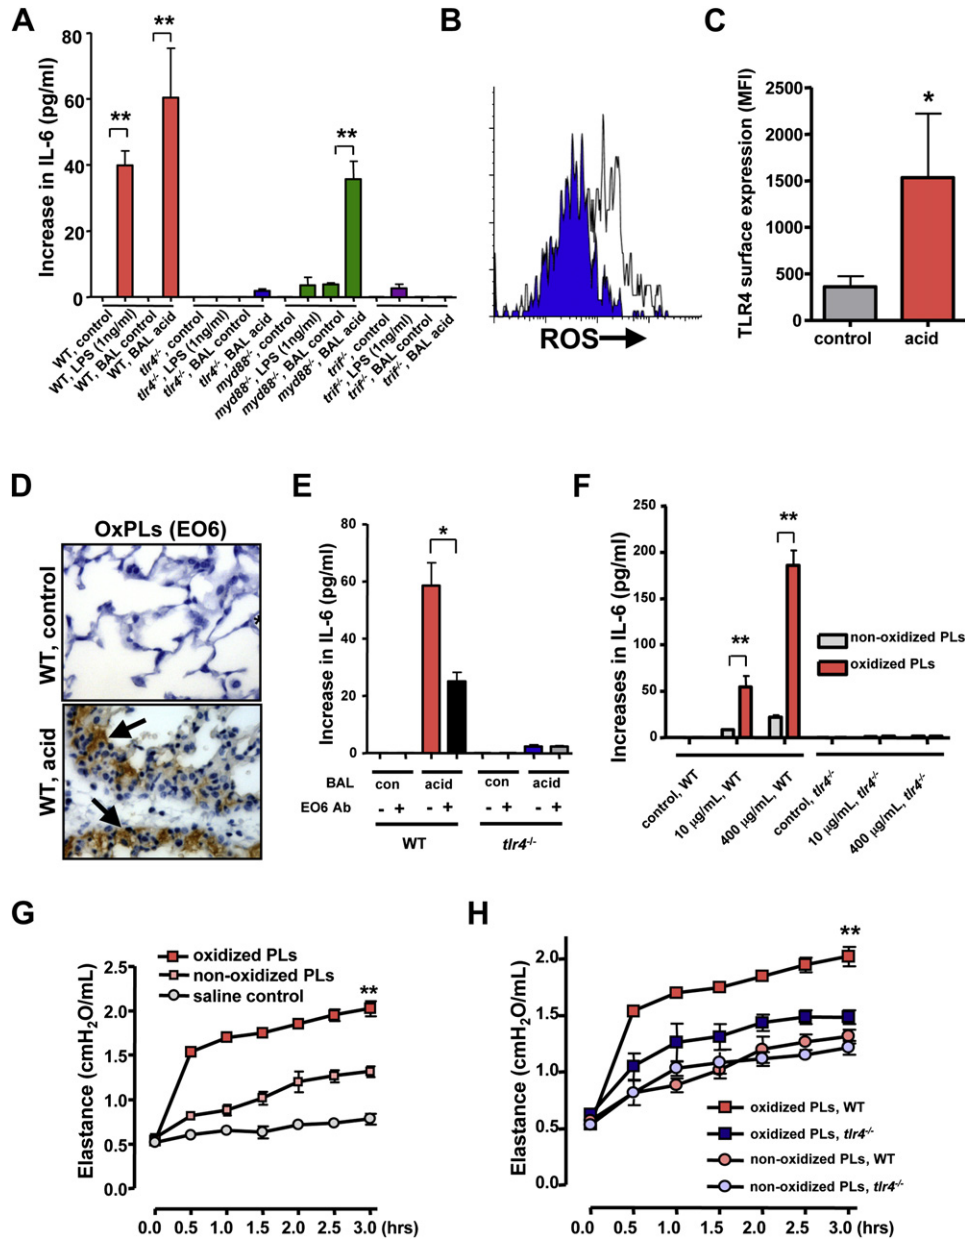 A
Increase in IL-6 (pg/ml)
80
60
40
20
0
**
**
**
WT, control
WT, LPS (1ng/ml)
WT, BAL control
WT, BAL acid
tlr4-/-, control
tlr4-/-, LPS (1ng/ml)
tlr4-/-, BAL control
tlr4-/-, BAL acid
myd88-/-, control
myd88-/-, LPS (1ng/ml)
myd88-/-, BAL control
myd88-/-, BAL acid
trif-/-, control
trif-/-, LPS (1ng/ml)
trif-/-, BAL control
trif-/-, BAL acid
B
ROS
C
TLR4 surface expression (MFI)
2500
2000
1500
1000
500
0
*
control
acid
D
OxPLs (EO6)
WT, control
*
WT, acid
E
Increase in IL-6 (pg/ml)
80
60
40
20
0
*
BAL
con acid con acid
EO6 Ab - + - + - + - +
WT tlr4-/-
F
Increases in IL-6 (pg/ml)
250
200
150
100
50
0
**
**
non-oxidized PLs
oxidized PLs
control, WT
10 µg/mL, WT
400 µg/mL, WT
control, tlr4-/-
10 µg/mL, tlr4-/-
400 µg/mL, tlr4-/-
G
Elastance (cmH2O/mL)
2.5
2.0
1.5
1.0
0.5
0.0
oxidized PLs
non-oxidized PLs
saline control
**
0.0 0.5 1.0 1.5 2.0 2.5 3.0 (hrs)
H
Elastance (cmH2O/mL)
2.0
1.5
1.0
0.5
0.0
**
oxidized PLs, WT
oxidized PLs, tlr4-/-
non-oxidized PLs, WT
non-oxidized PLs, tlr4-/-
0.0 0.5 1.0 1.5 2.0 2.5 3.0 (hrs)